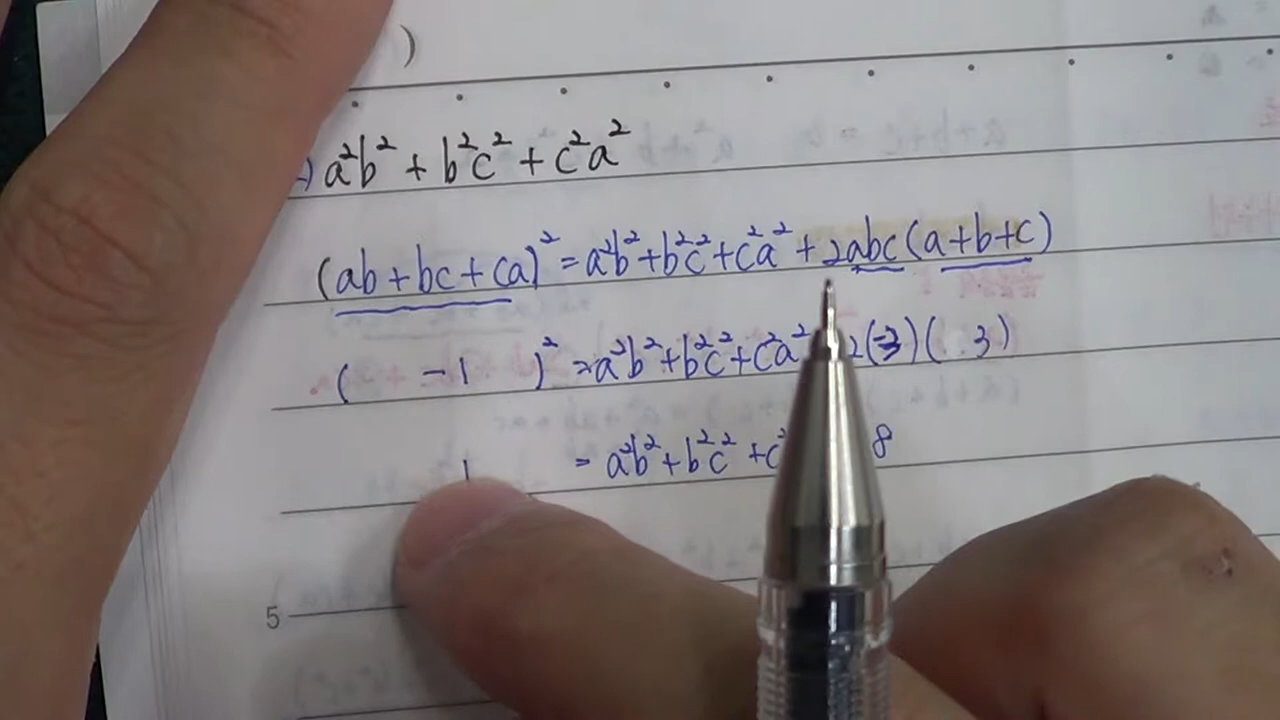 )
) a²b² + b²c² + c²a²
(ab+bc+ca)² = a²b²+b²c²+c²a²+2abc(a+b+c)
( -1 )² = a²b²+b²c²+c²a² 2(-3)( 3)
1 = a²b²+b²c²+c² 8
5